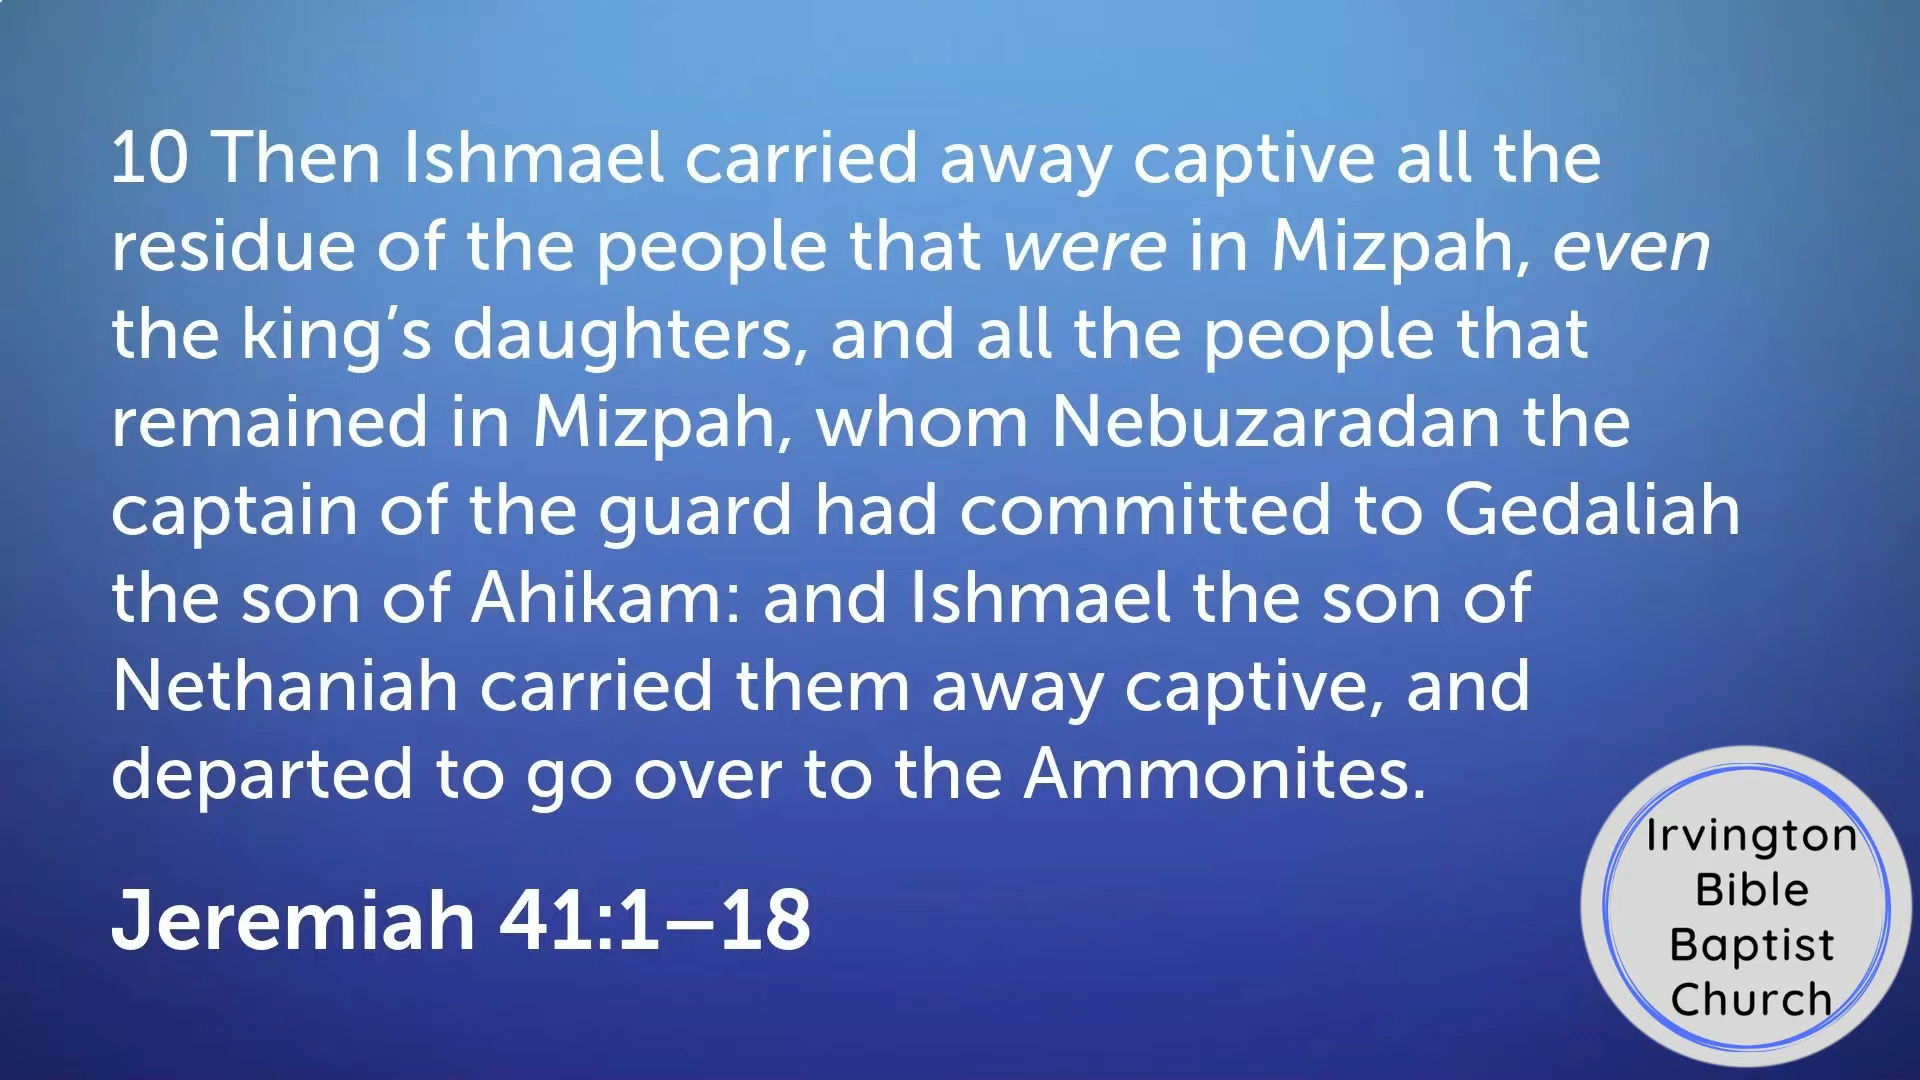 10 Then Ishmael carried away captive all the
residue of the people that were in Mizpah, even
the king’s daughters, and all the people that
remained in Mizpah, whom Nebuzaradan the
captain of the guard had committed to Gedaliah
the son of Ahikam: and Ishmael the son of
Nethaniah carried them away captive, and
departed to go over to the Ammonites.
Jeremiah 41:1–18
Irvington
Bible
Baptist
Church